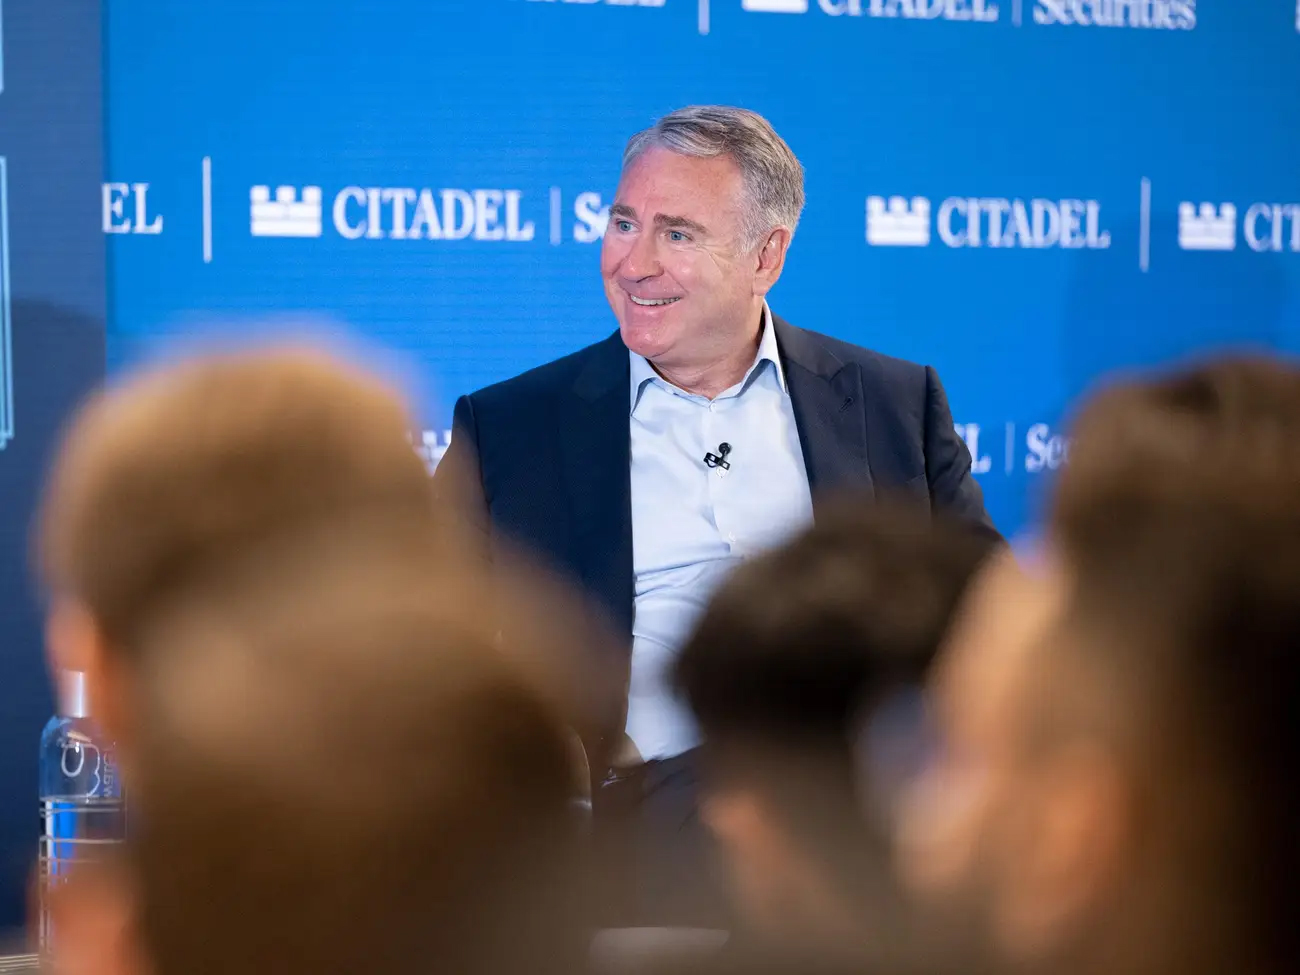 CITADEL | Securities
EL | CITADEL | Se
CITADEL | CIT
EL | Se